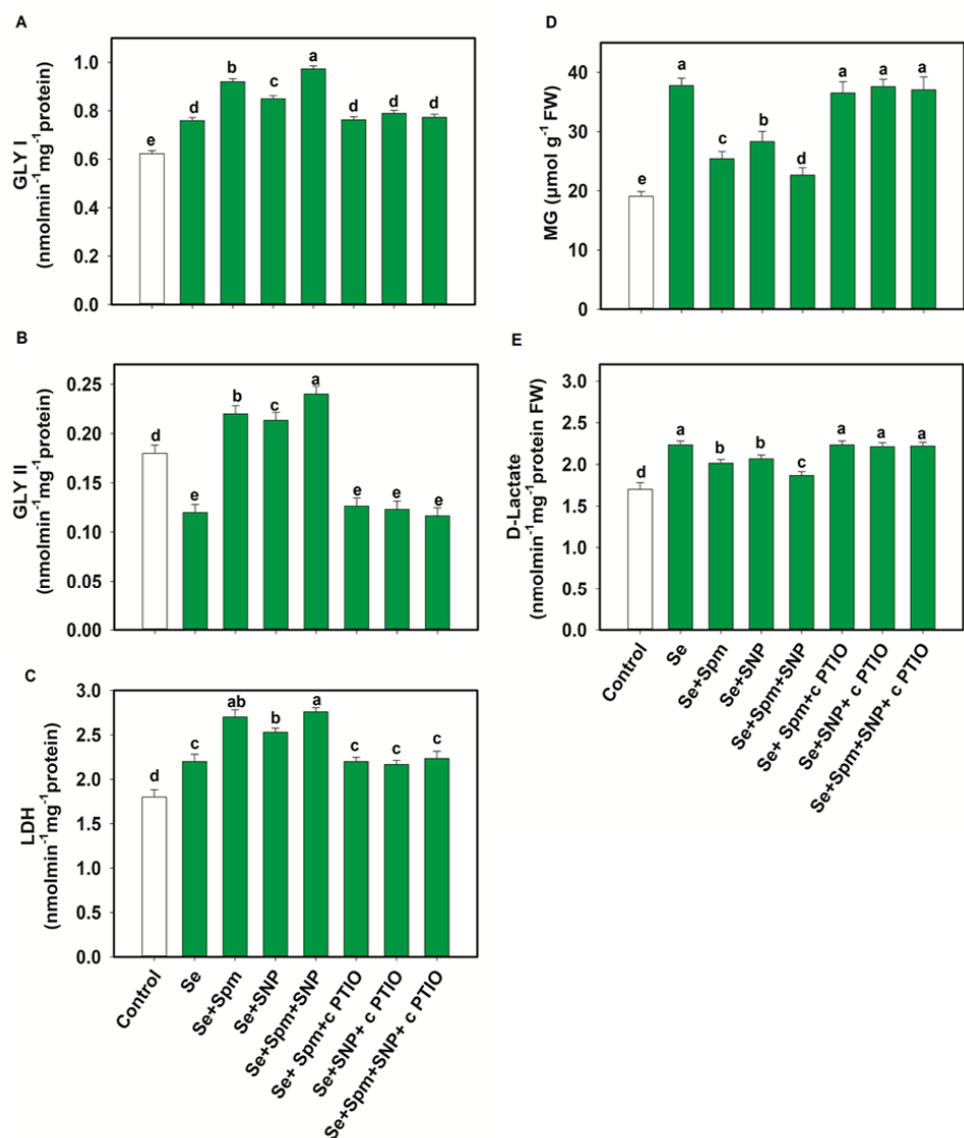 A
GLY I
(nmolmin⁻¹mg⁻¹protein)
1.0
0.8
0.6
0.4
0.2
0.0
e
d
b
c
a
d
d
d
B
GLY II
(nmolmin⁻¹mg⁻¹protein)
0.25
0.20
0.15
0.10
0.05
0.00
d
e
b
c
a
e
e
e
C
LDH
(nmolmin⁻¹mg⁻¹protein)
3.0
2.5
2.0
1.5
1.0
0.5
0.0
d
c
ab
b
a
c
c
c
Control
Se
Se+Spm
Se+SNP
Se+Spm+SNP
Se+ Spm+c PTIO
Se+SNP+ c PTIO
Se+Spm+SNP+ c PTIO
D
MG (µmol g⁻¹ FW)
40
30
20
10
0
e
a
c
b
d
a
a
a
E
D-Lactate
(nmolmin⁻¹mg⁻¹protein FW)
3.0
2.5
2.0
1.5
1.0
0.5
0.0
d
a
b
b
c
a
a
a
Control
Se
Se+Spm
Se+SNP
Se+Spm+SNP
Se+ Spm+c PTIO
Se+SNP+ c PTIO
Se+Spm+SNP+ c PTIO